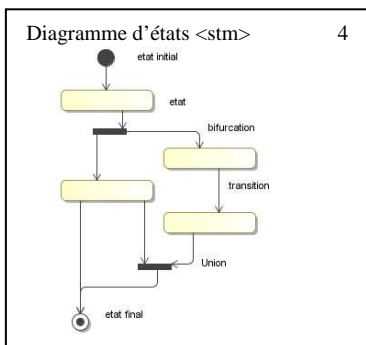 Diagramme d'états <stm> 4
etat initial
etat
bifurcation
transition
Union
etat final